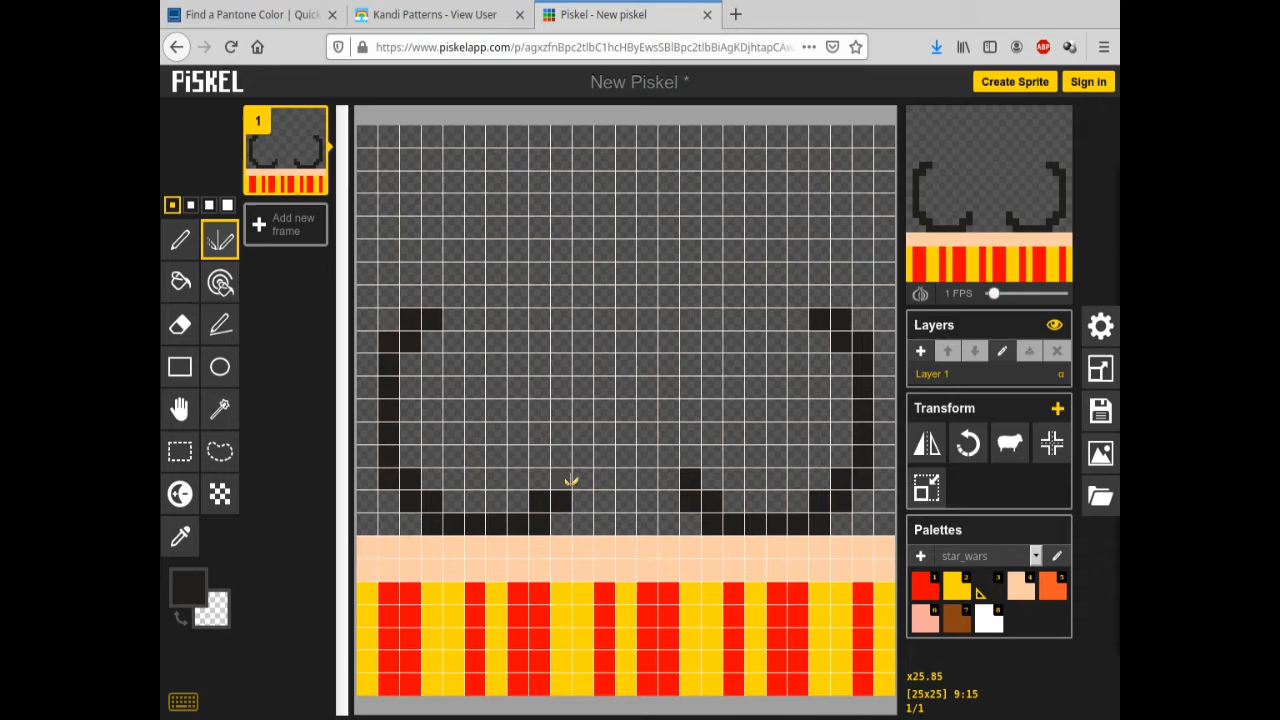 Find a Pantone Color | Quick
Kandi Patterns - View User
Piskel - New piskel
https://www.piskelapp.com/p/agxzfnBpc2tlbC1hcHByEwsSBlBpc2tlbBiAgKDjhtapCAw
ABP
PiSKEL
New Piskel *
Create Sprite
Sign in
1
Add new
frame
1 FPS
Layers
Layer 1
α
Transform
Palettes
star_wars
1 2 3 4 5
6 7 8
x25.85
[25x25] 9:15
1/1